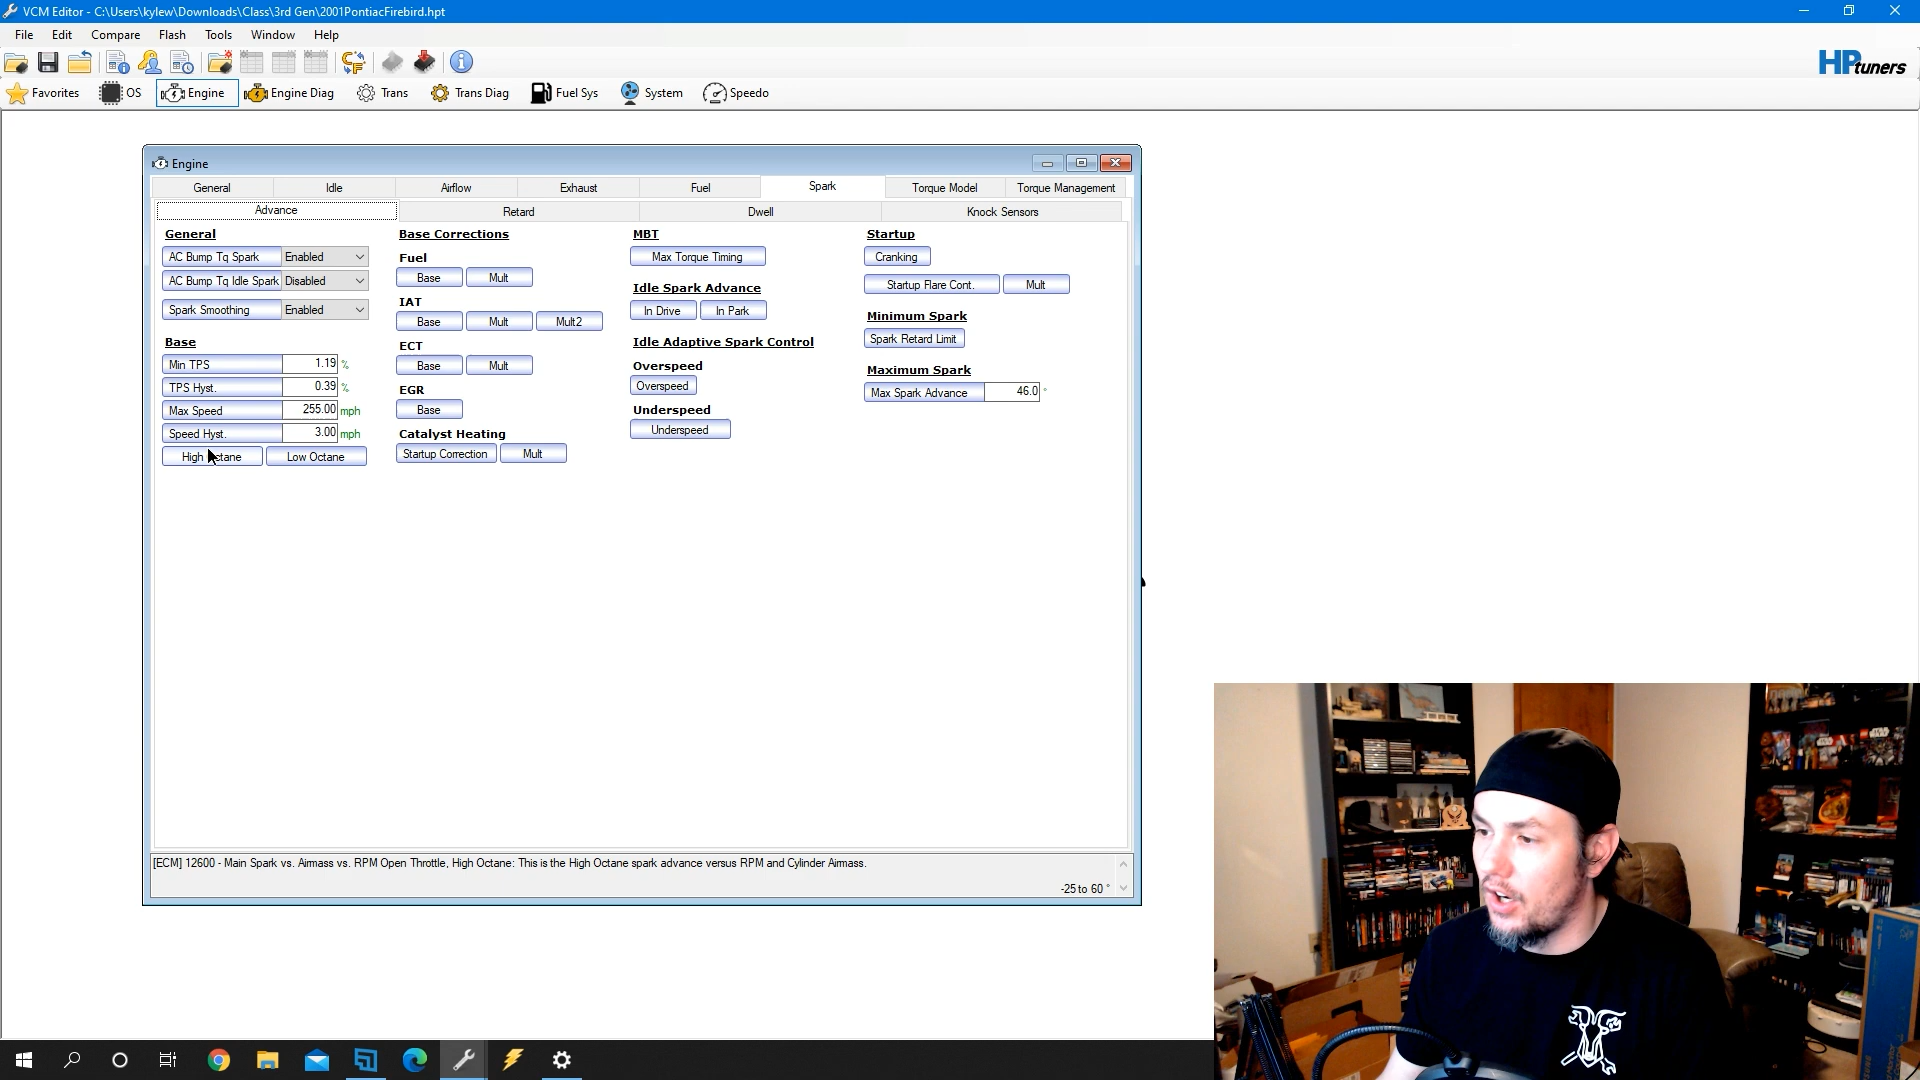 VCM Editor - C:\Users\kylew\Downloads\Class\3rd Gen\2001PontiacFirebird.hpt
File Edit Compare Flash Tools Window Help
HPtuners
Favorites OS Engine Engine Diag Trans Trans Diag Fuel Sys System Speedo
Engine
General Idle Airflow Exhaust Fuel Spark Torque Model Torque Management
Advance Retard Dwell Knock Sensors
General
AC Bump Tq Spark Enabled
AC Bump Tq Idle Spark Disabled
Spark Smoothing Enabled
Base
Min TPS 1.19 %
TPS Hyst. 0.39 %
Max Speed 255.00 mph
Speed Hyst. 3.00 mph
High Octane Low Octane
Base Corrections
Fuel
Base Mult
IAT
Base Mult Mult2
ECT
Base Mult
EGR
Base
Catalyst Heating
Startup Correction Mult
MBT
Max Torque Timing
Idle Spark Advance
In Drive In Park
Idle Adaptive Spark Control
Overspeed
Overspeed
Underspeed
Underspeed
Startup
Cranking
Startup Flare Cont. Mult
Minimum Spark
Spark Retard Limit
Maximum Spark
Max Spark Advance 46.0 °
[ECM] 12600 - Main Spark vs. Airmass vs. RPM Open Throttle, High Octane: This is the High Octane spark advance versus RPM and Cylinder Airmass.
-25 to 60 °